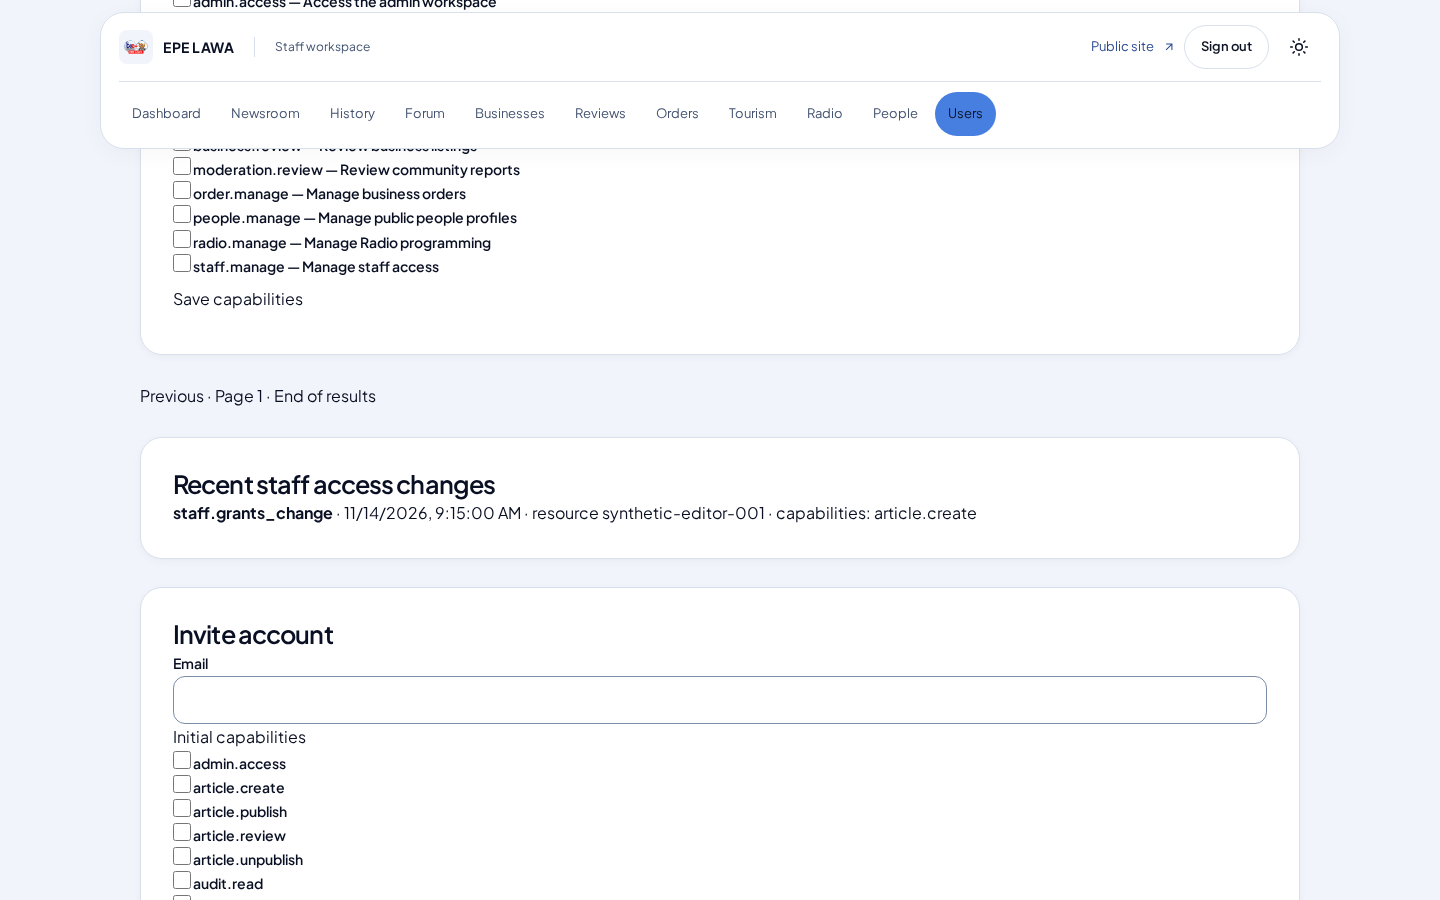 admin.access — Access the admin workspace
EPE LAWA
Staff workspace
Public site
Sign out
Dashboard
Newsroom
History
Forum
Businesses
Reviews
Orders
Tourism
Radio
People
Users
business.review — Review business listings
moderation.review — Review community reports
order.manage — Manage business orders
people.manage — Manage public people profiles
radio.manage — Manage Radio programming
staff.manage — Manage staff access
Save capabilities
Previous · Page 1 · End of results
Recent staff access changes
staff.grants_change · 11/14/2026, 9:15:00 AM · resource synthetic-editor-001 · capabilities: article.create
Invite account
Email
Initial capabilities
admin.access
article.create
article.publish
article.review
article.unpublish
audit.read